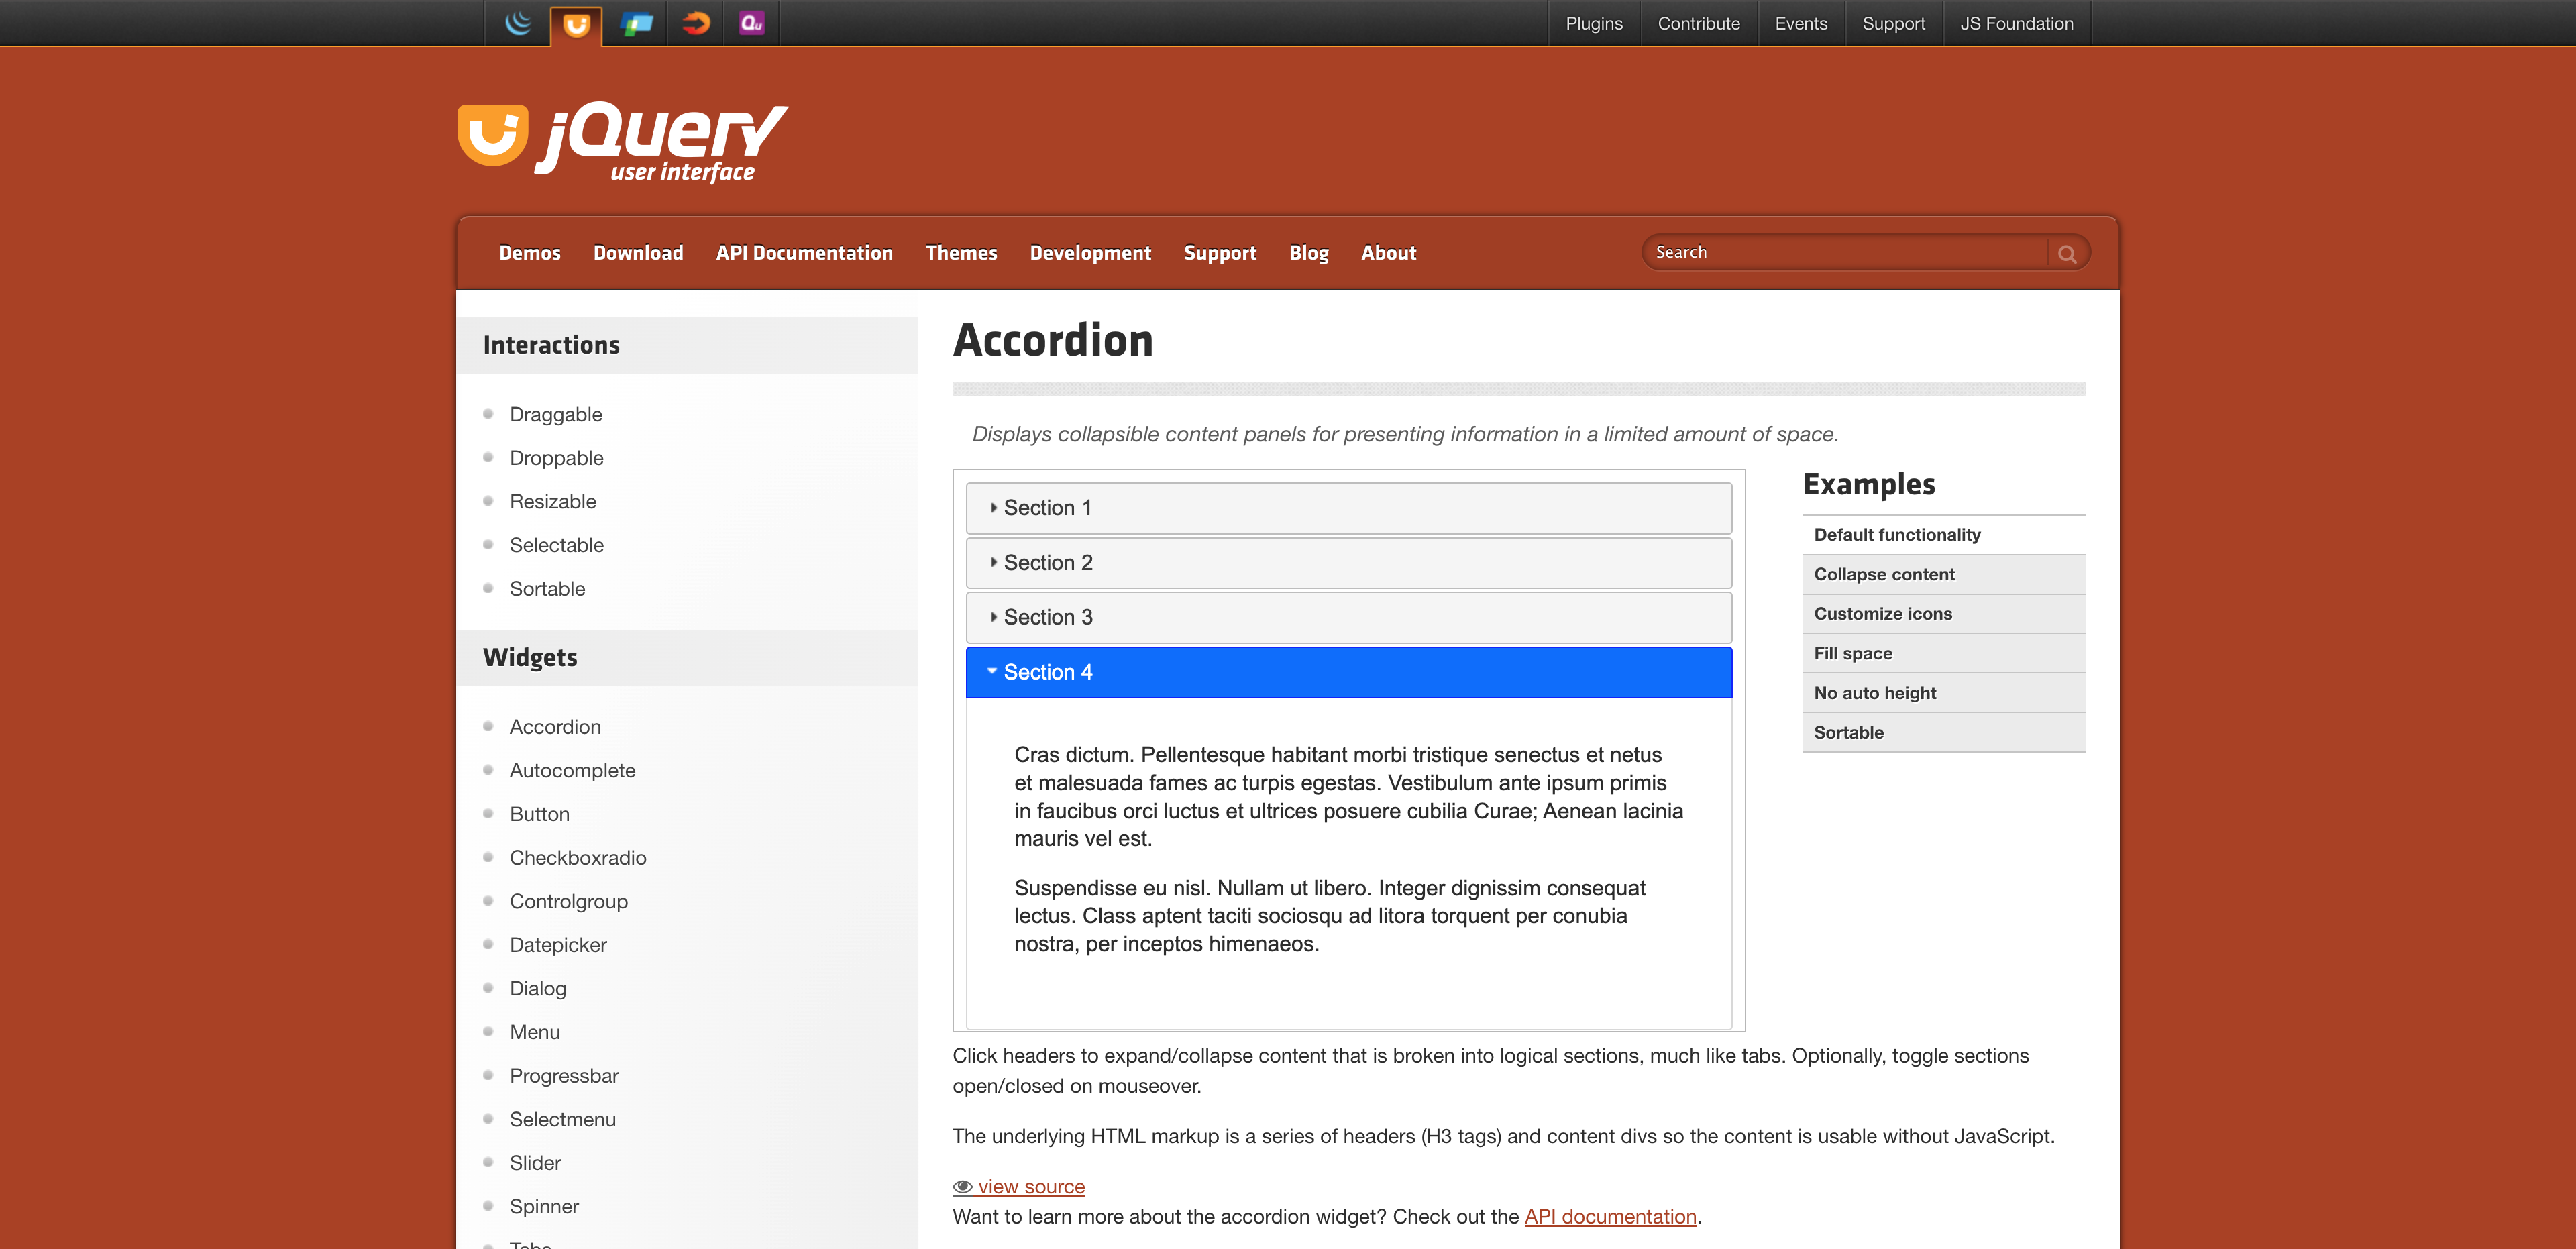 Qu
Plugins
Contribute
Events
Support
JS Foundation
jQuery
user interface
Demos
Download
API Documentation
Themes
Development
Support
Blog
About
Search
Interactions
Draggable
Droppable
Resizable
Selectable
Sortable
Widgets
Accordion
Autocomplete
Button
Checkboxradio
Controlgroup
Datepicker
Dialog
Menu
Progressbar
Selectmenu
Slider
Spinner
Accordion
Displays collapsible content panels for presenting information in a limited amount of space.
Section 1
Section 2
Section 3
Section 4
Cras dictum. Pellentesque habitant morbi tristique senectus et netus
et malesuada fames ac turpis egestas. Vestibulum ante ipsum primis
in faucibus orci luctus et ultrices posuere cubilia Curae; Aenean lacinia
mauris vel est.
Suspendisse eu nisl. Nullam ut libero. Integer dignissim consequat
lectus. Class aptent taciti sociosqu ad litora torquent per conubia
nostra, per inceptos himenaeos.
Examples
Default functionality
Collapse content
Customize icons
Fill space
No auto height
Sortable
Click headers to expand/collapse content that is broken into logical sections, much like tabs. Optionally, toggle sections
open/closed on mouseover.
The underlying HTML markup is a series of headers (H3 tags) and content divs so the content is usable without JavaScript.
view source
Want to learn more about the accordion widget? Check out the API documentation.